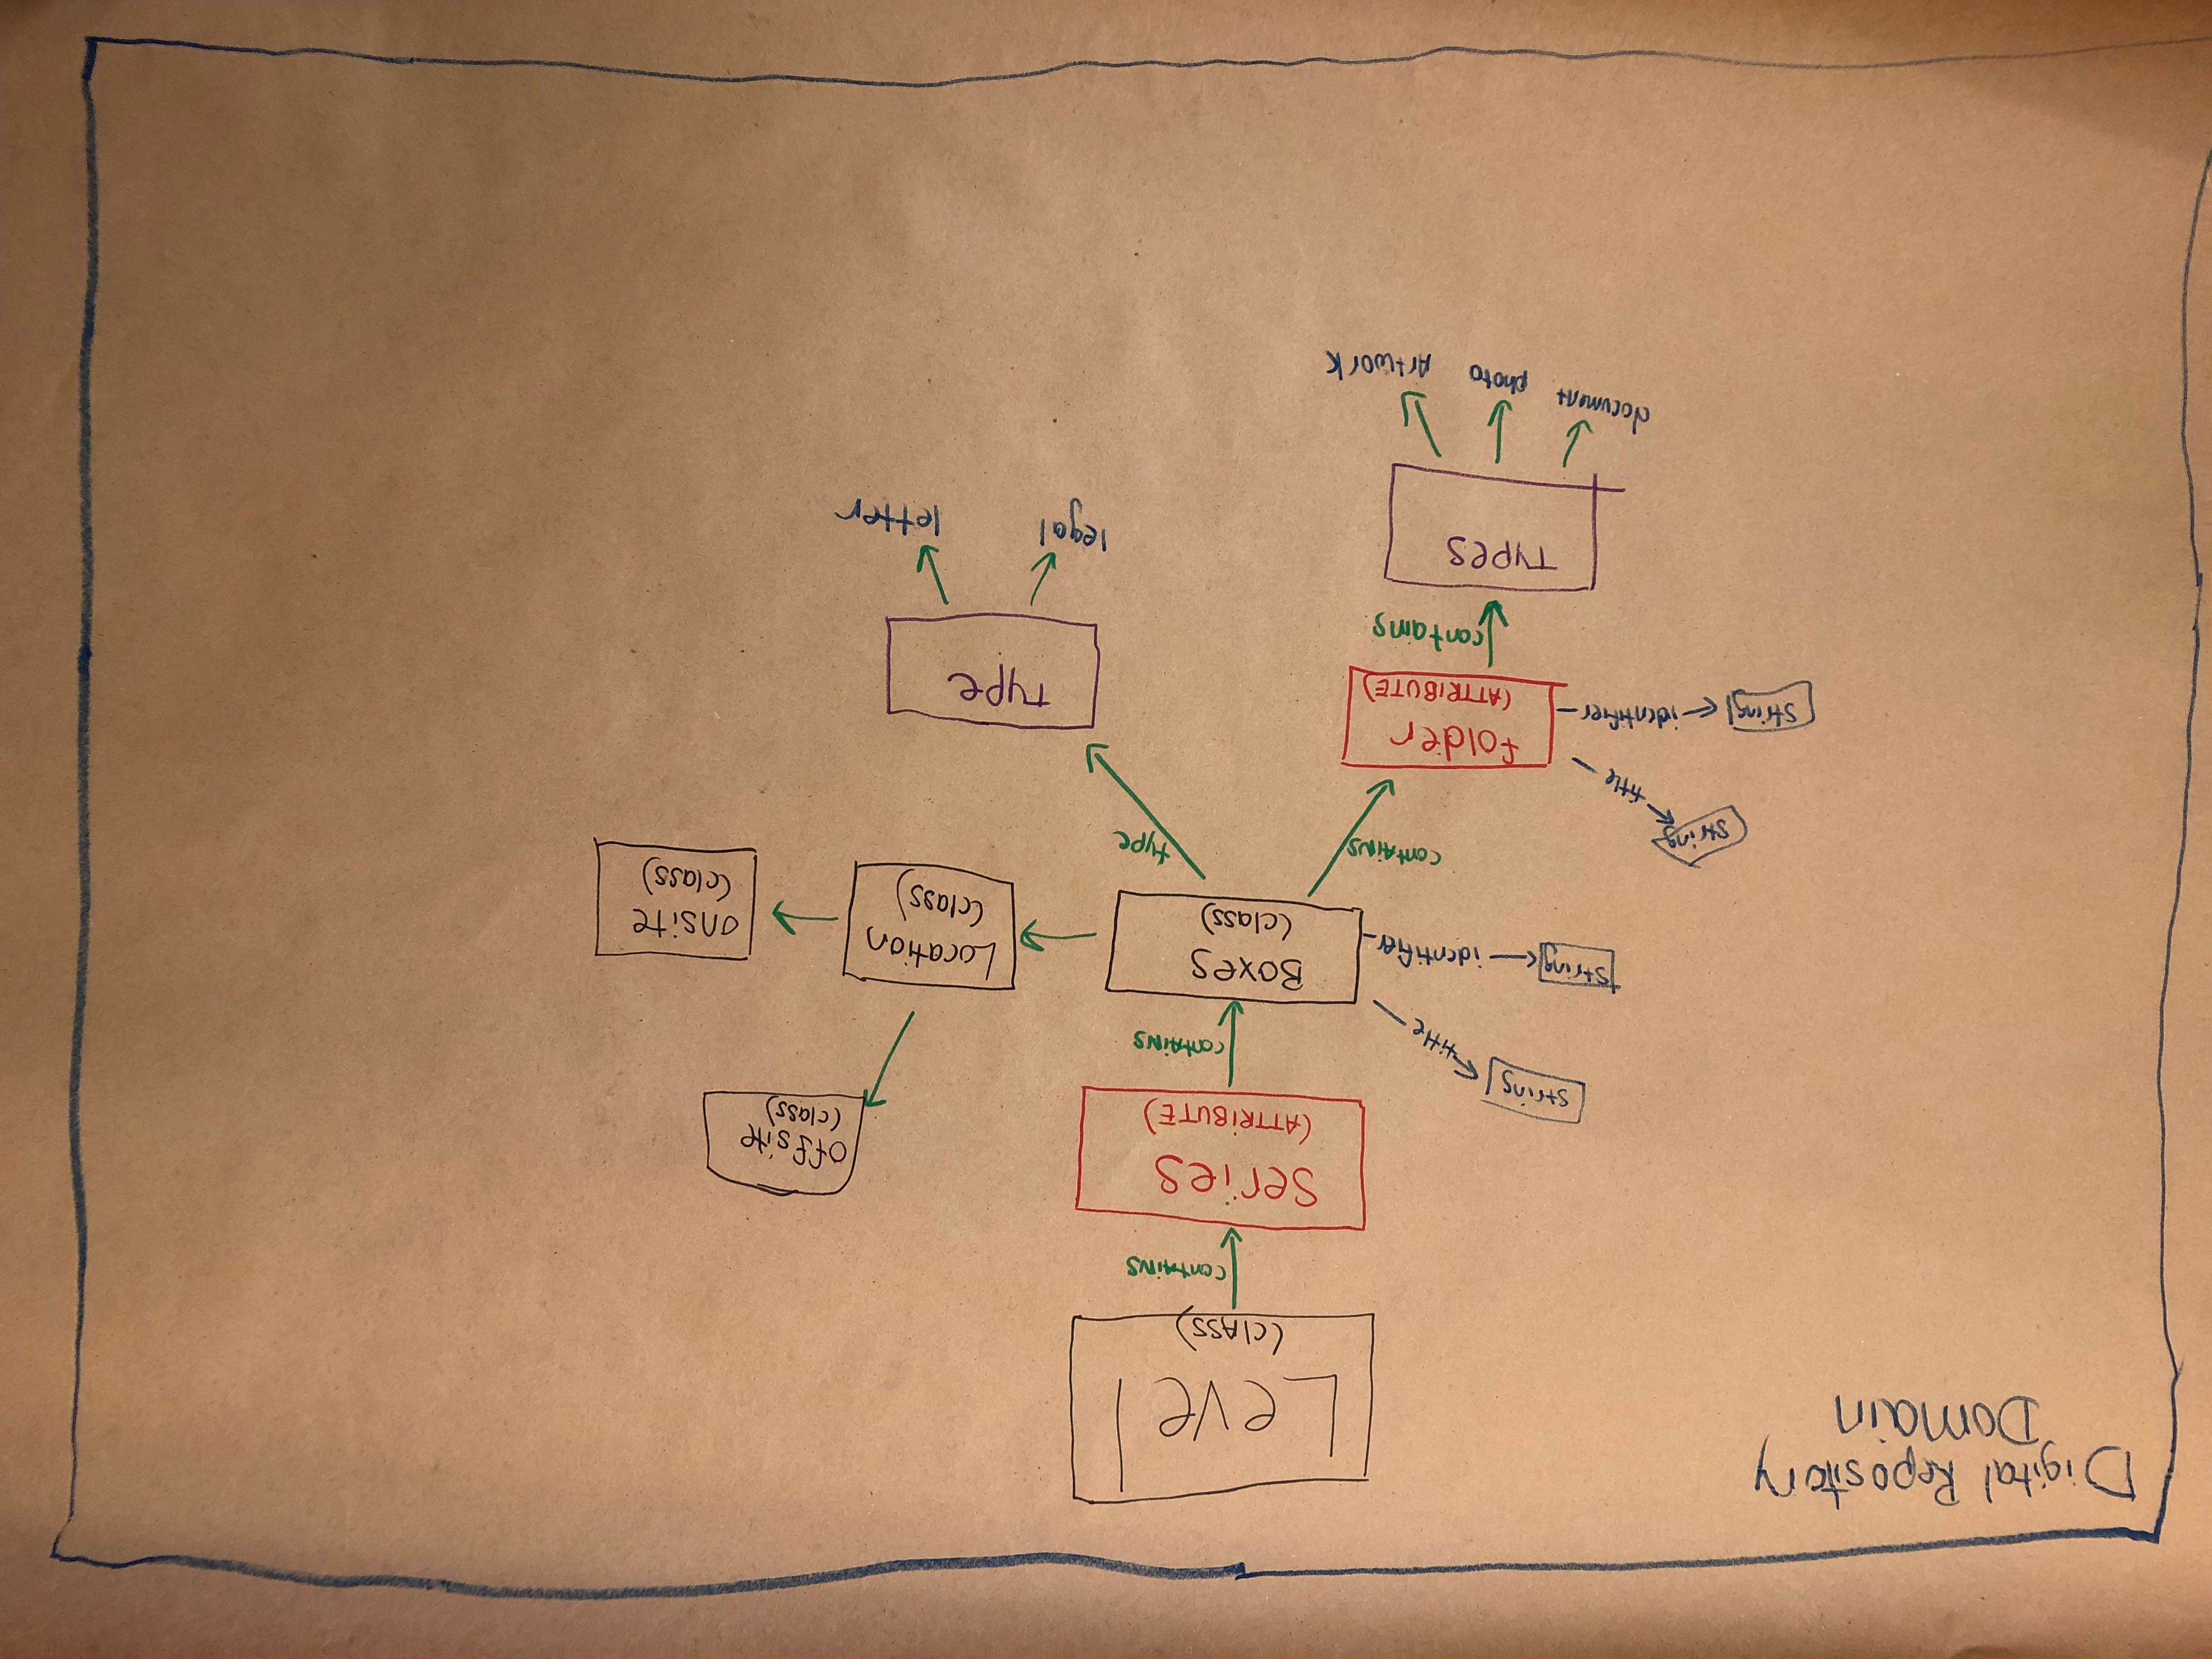 Digital Repository
Domain
Level
(Class)
contains
Series
(ATTRIBUTE)
contains
Boxes
(Class)
title
String
identifier
String
Location
(Class)
offsite
(Class)
onsite
(Class)
contains
type
folder
(ATTRIBUTE)
title
String
identifier
String
contains
Type
legal
letter
Types
document
photo
Artwork